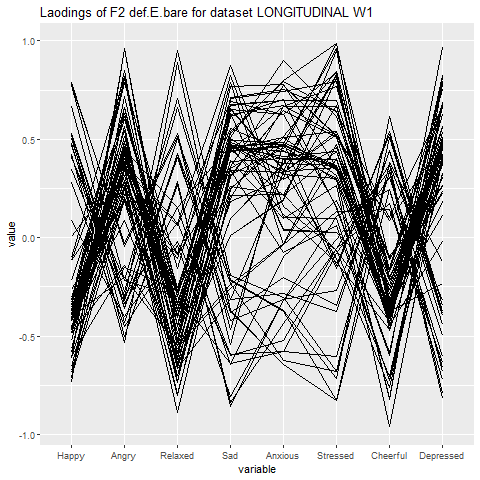 Laodings of F2 def.E.bare for dataset LONGITUDINAL W1
1.0
0.5
0.0
-0.5
-1.0
value
Happy Angry Relaxed Sad Anxious Stressed Cheerful Depressed
variable